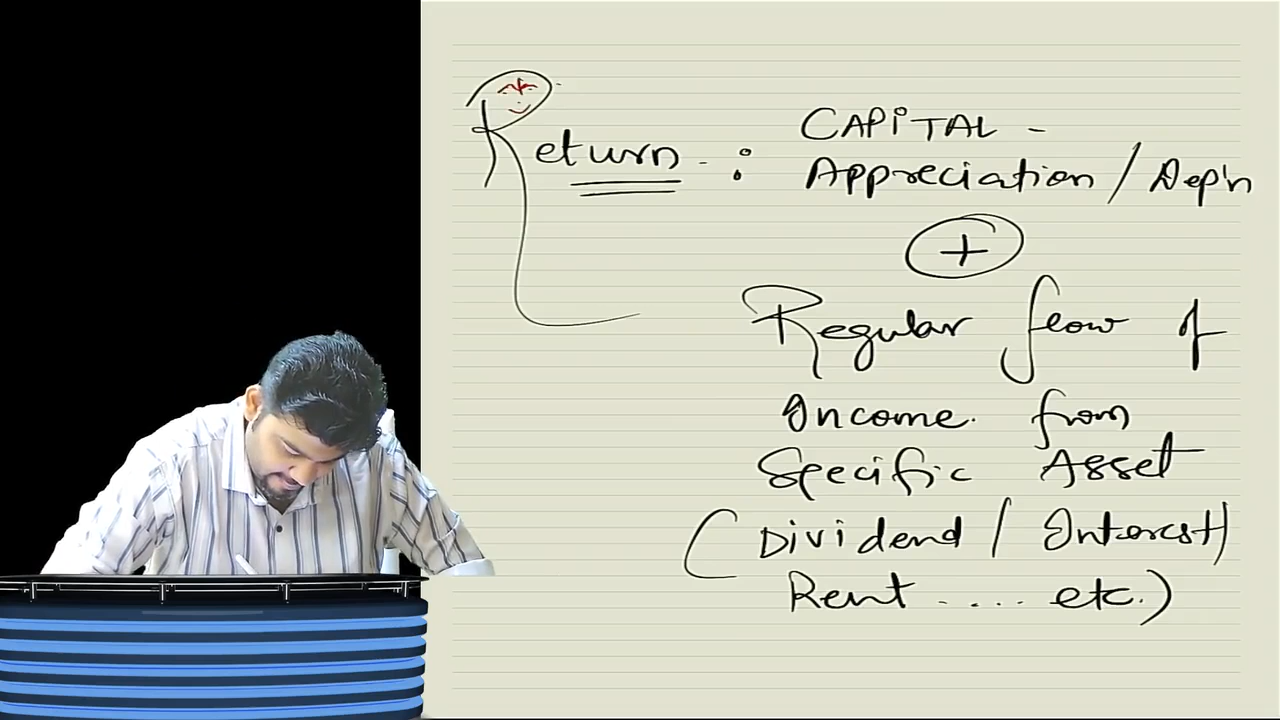 Return : CAPITAL -
Appreciation / Dep'n
+
Regular flow of
Income. from
Specific Asset
(Dividend / Interest /
Rent .... etc.)